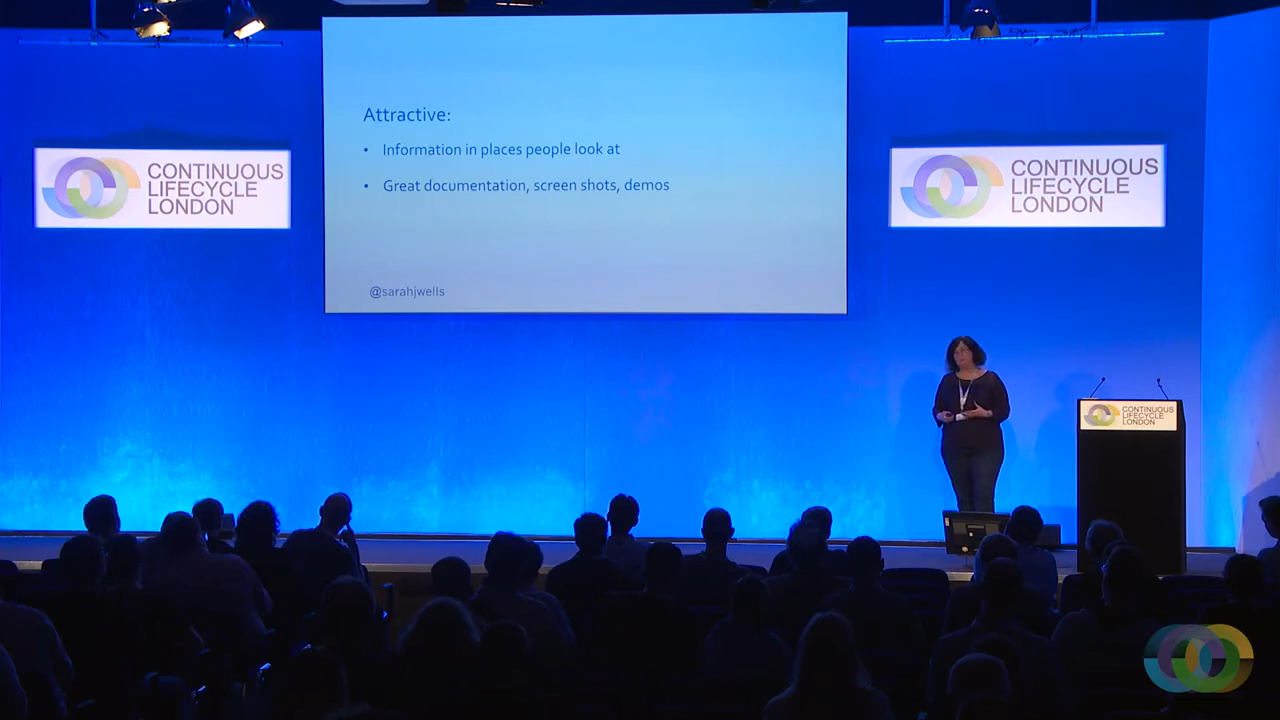 Attractive:
• Information in places people look at
• Great documentation, screen shots, demos
@sarahjwells
CONTINUOUS
LIFECYCLE
LONDON
CONTINUOUS
LIFECYCLE
LONDON
CONTINUOUS
LIFECYCLE
LONDON